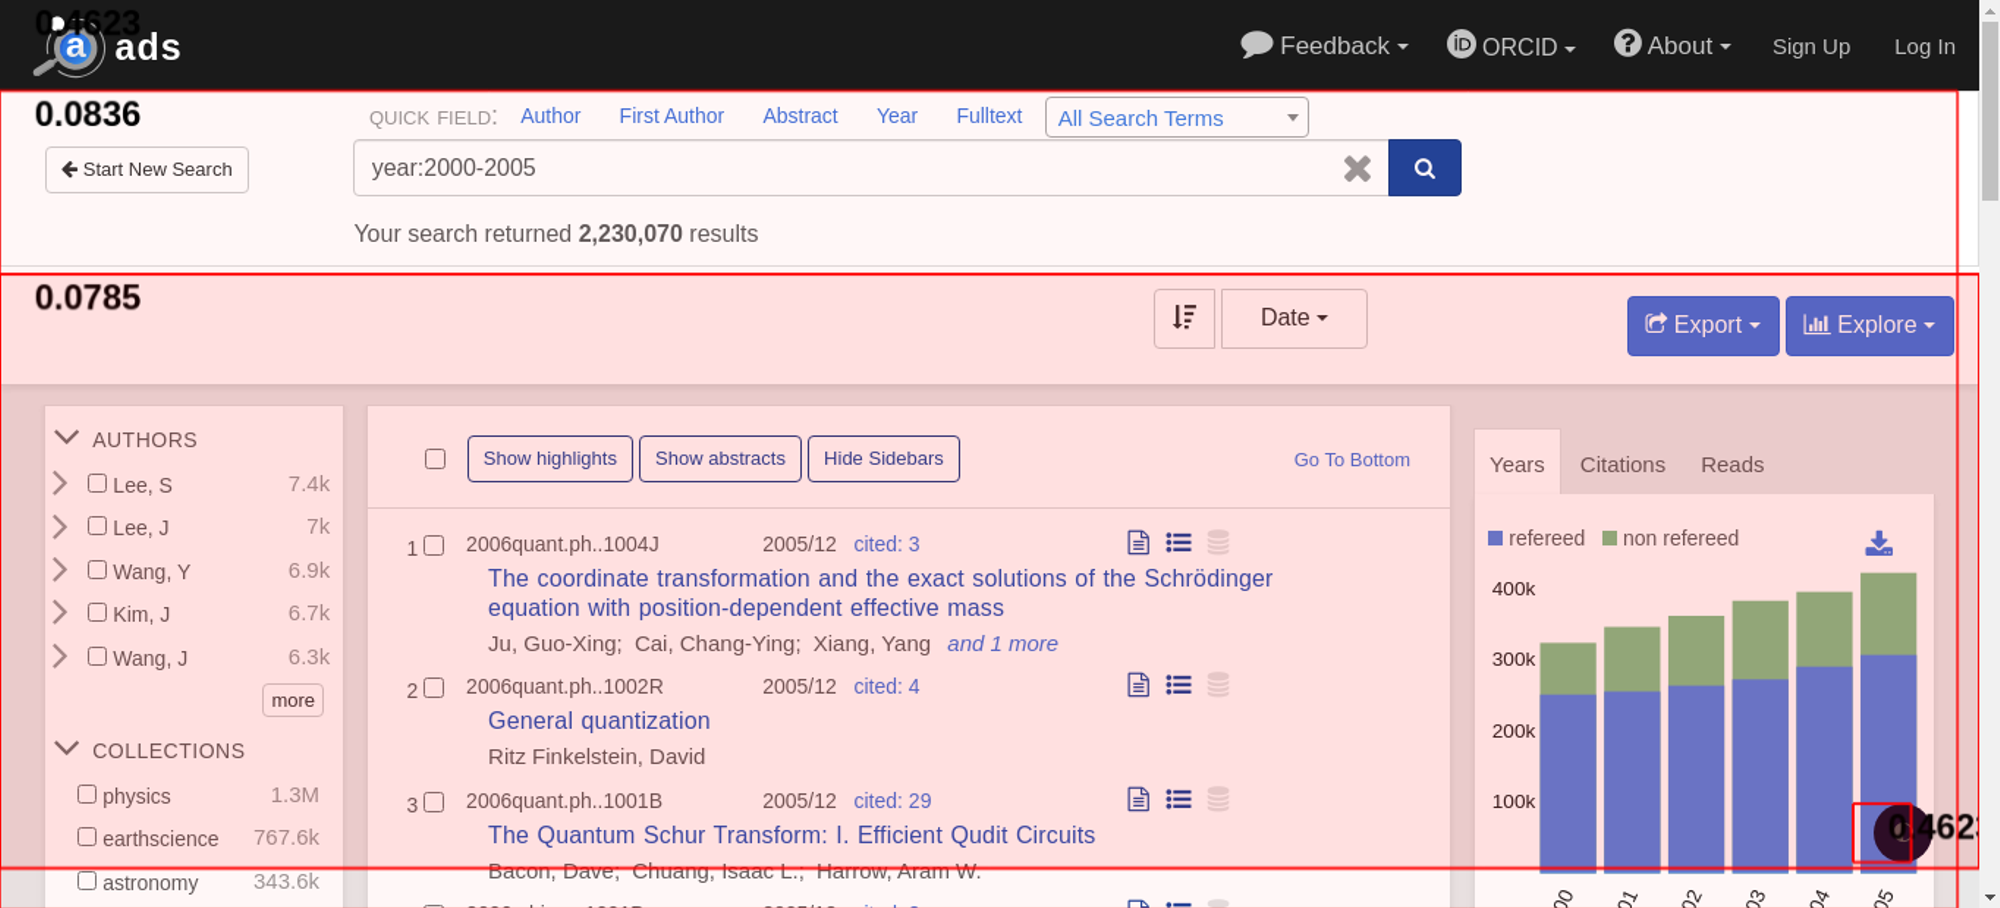 0.4623
ads
Feedback
ORCID
About
Sign Up
Log In
0.0836
QUICK FIELD:
Author
First Author
Abstract
Year
Fulltext
All Search Terms
Start New Search
year:2000-2005
Your search returned 2,230,070 results
0.0785
Date
Export
Explore
AUTHORS
Lee, S 7.4k
Lee, J 7k
Wang, Y 6.9k
Kim, J 6.7k
Wang, J 6.3k
more
COLLECTIONS
physics 1.3M
earthscience 767.6k
astronomy 343.6k
Show highlights
Show abstracts
Hide Sidebars
Go To Bottom
1 2006quant.ph..1004J 2005/12 cited: 3
The coordinate transformation and the exact solutions of the Schrödinger
equation with position-dependent effective mass
Ju, Guo-Xing; Cai, Chang-Ying; Xiang, Yang and 1 more
2 2006quant.ph..1002R 2005/12 cited: 4
General quantization
Ritz Finkelstein, David
3 2006quant.ph..1001B 2005/12 cited: 29
The Quantum Schur Transform: I. Efficient Qudit Circuits
Bacon, Dave; Chuang, Isaac L.; Harrow, Aram W.
Years
Citations
Reads
refereed
non refereed
400k
300k
200k
100k
0.4623
00 01 02 03 04 05